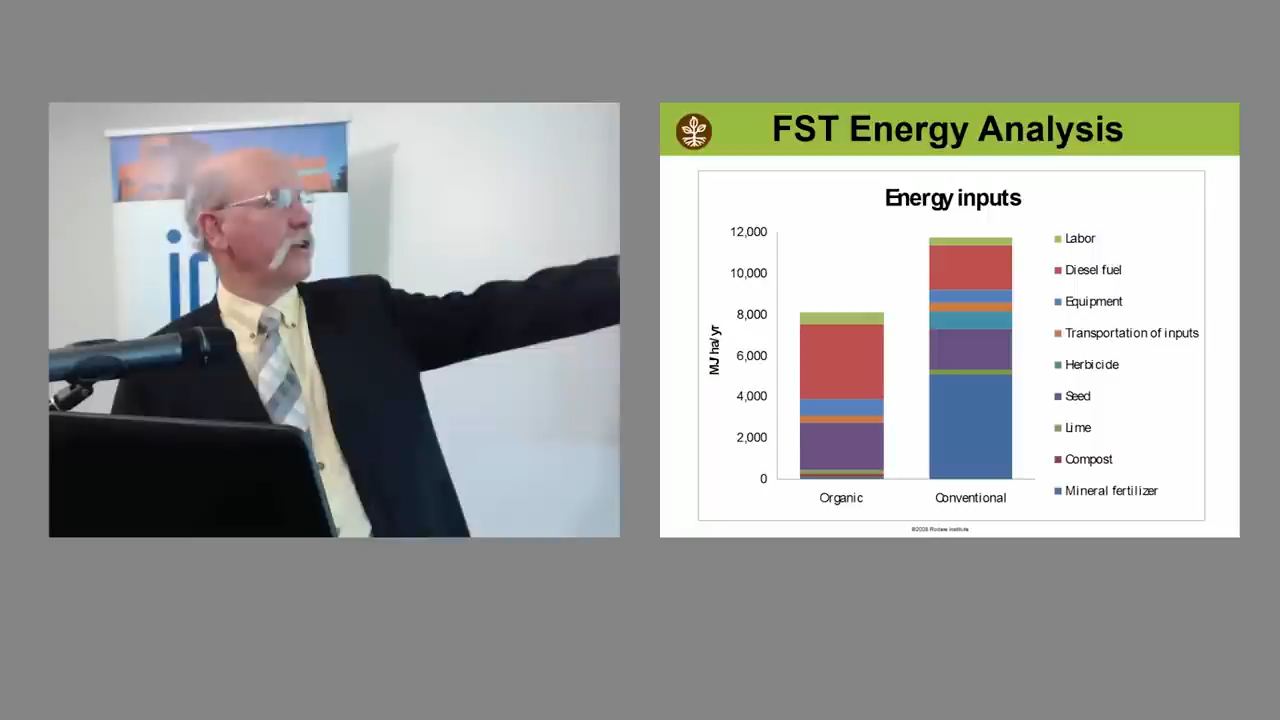 FST Energy Analysis
Energy inputs
12,000
10,000
8,000
6,000
4,000
2,000
0
MJ/ha/yr
Organic
Conventional
Labor
Diesel fuel
Equipment
Transportation of inputs
Herbicide
Seed
Lime
Compost
Mineral fertilizer